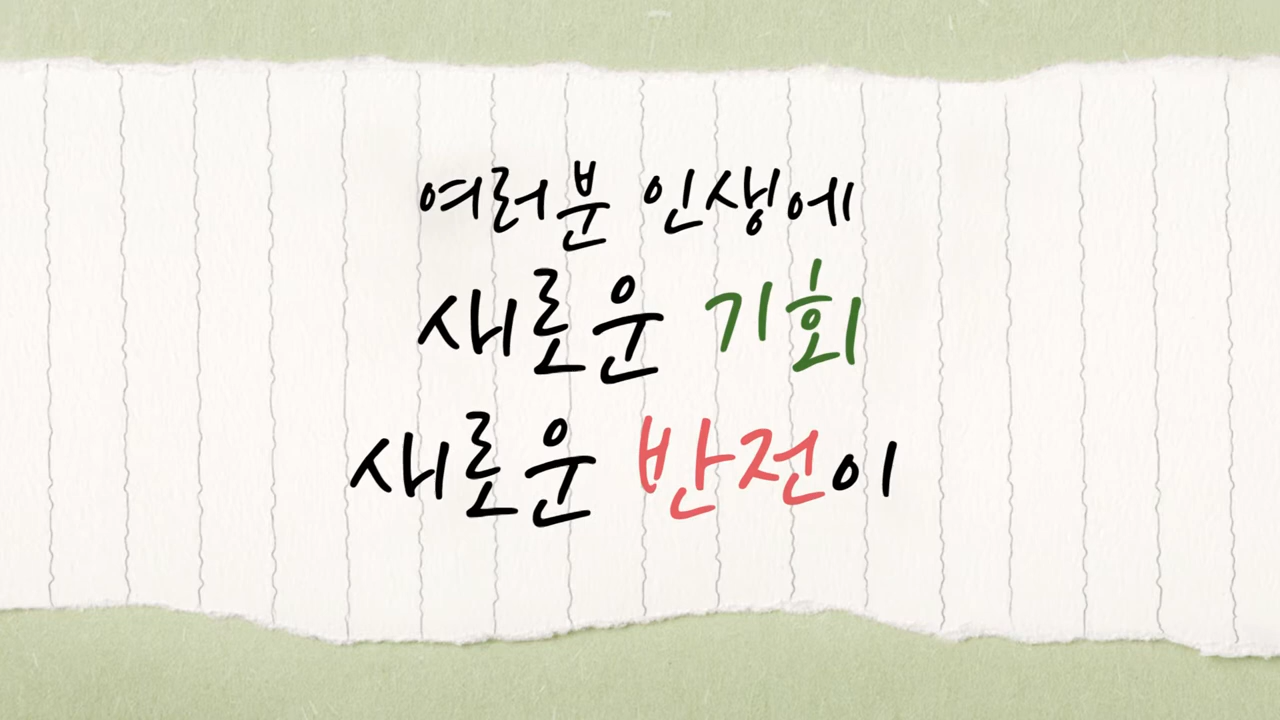 여러분 인생에
새로운 기회
새로운 반전이